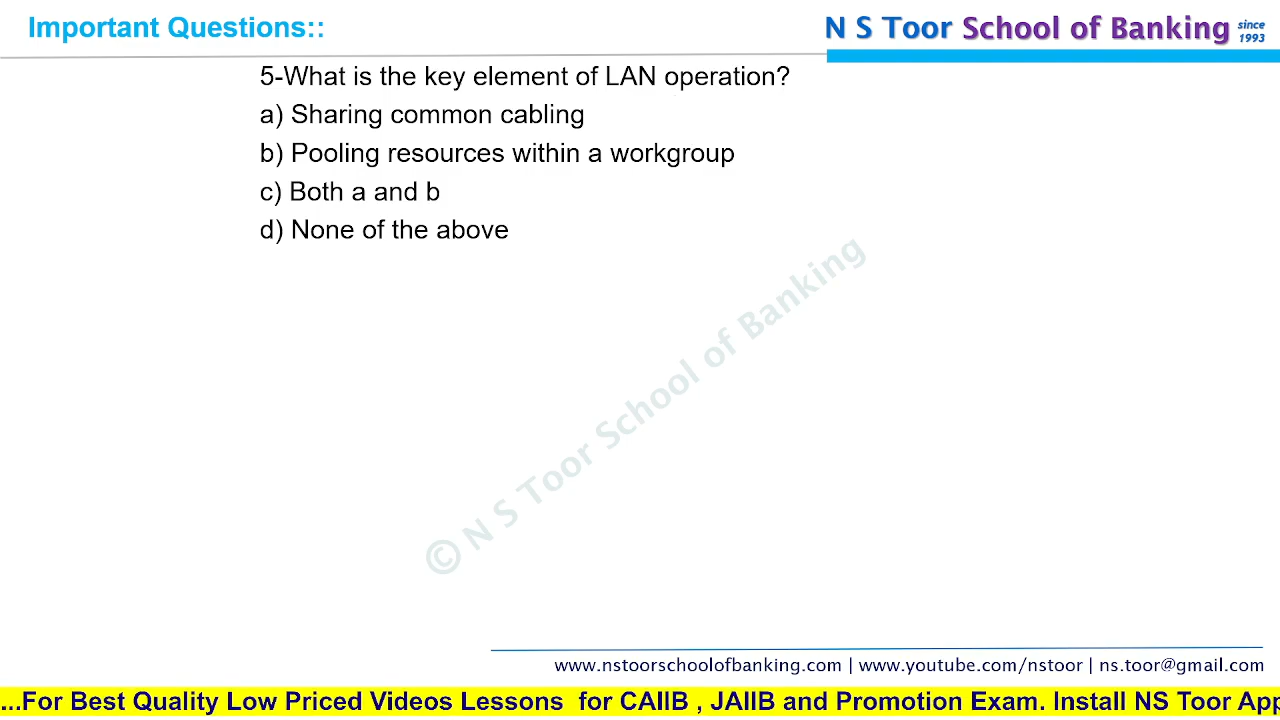 Important Questions::
N S Toor School of Banking since 1993
5-What is the key element of LAN operation?
a) Sharing common cabling
b) Pooling resources within a workgroup
c) Both a and b
d) None of the above
© N S Toor School of Banking
www.nstoorschoolofbanking.com | www.youtube.com/nstoor | ns.toor@gmail.com
...For Best Quality Low Priced Videos Lessons for CAIIB , JAIIB and Promotion Exam. Install NS Toor App